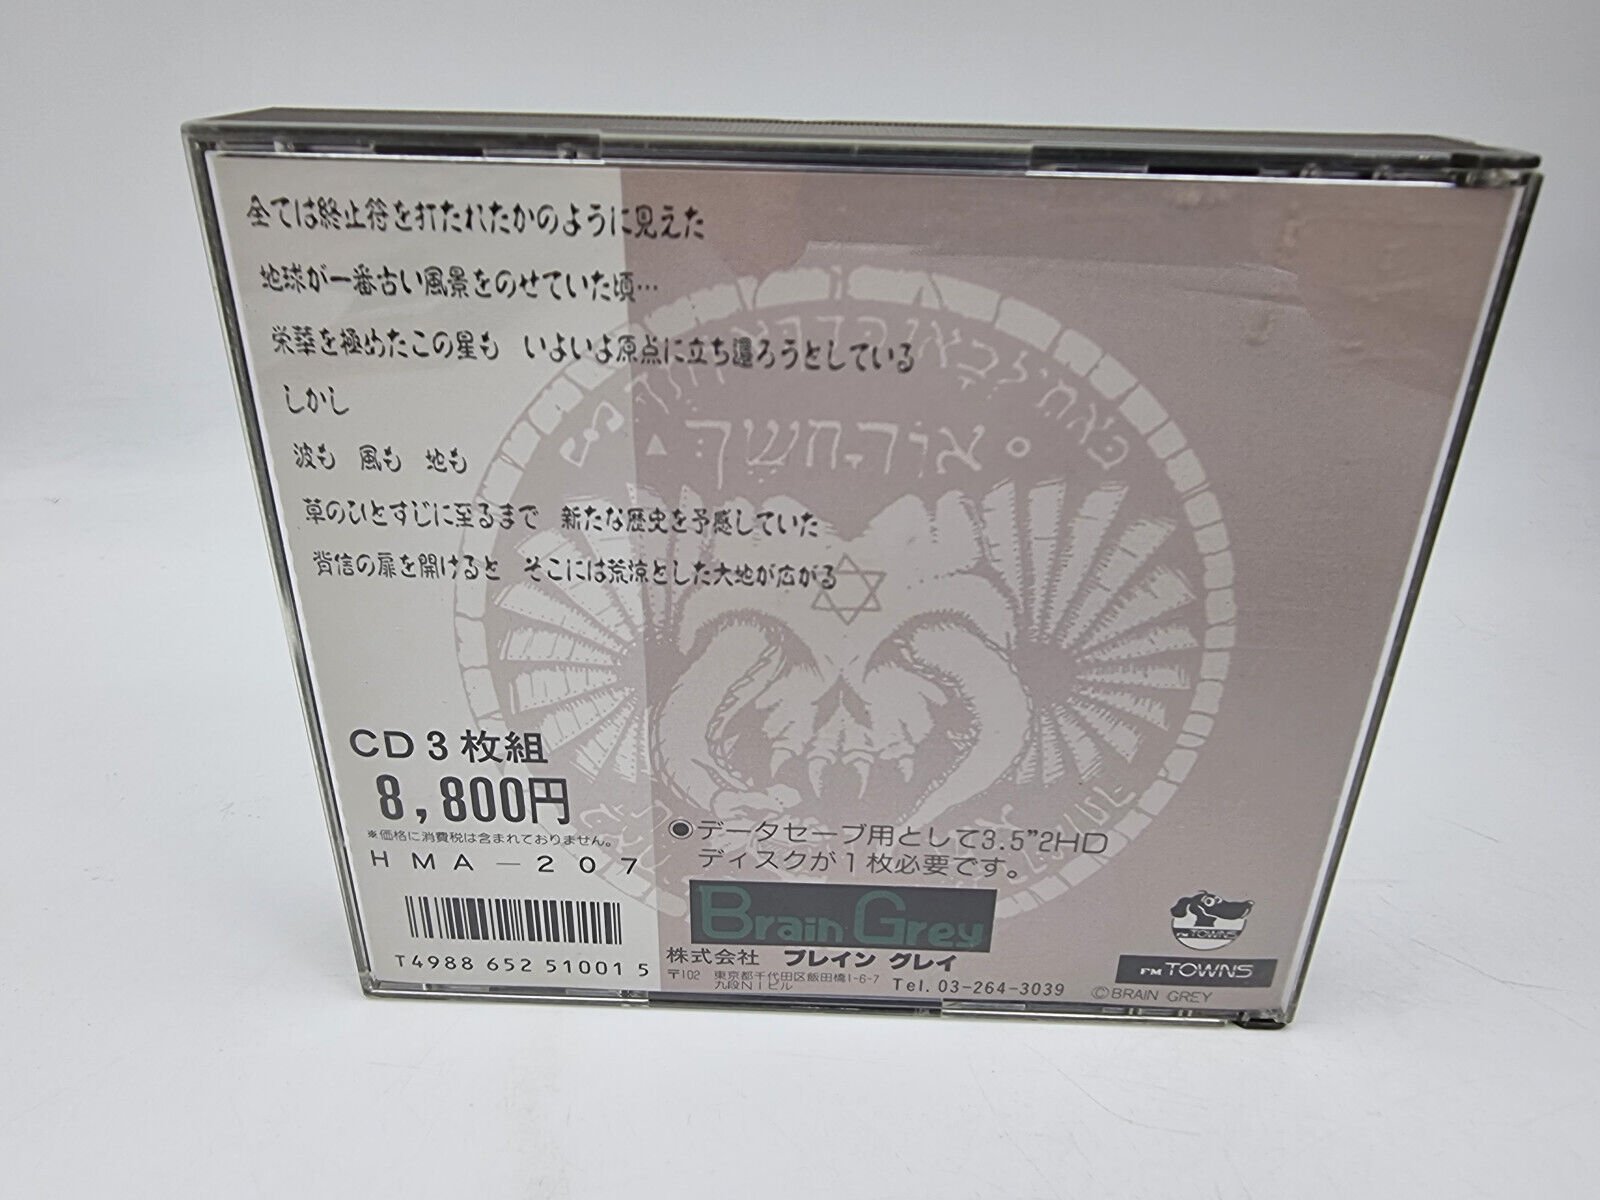 全ては終止符を打たれたかのように見えた
地球が一番古い風景をのせていた頃…
栄華を極めたこの星も いよいよ原点に立ち還ろうとしている
しかし
波も 風も 地も
草のひとすじに至るまで 新たな歴史を予感していた
背信の扉を開けると そこには荒涼とした大地が広がる
אור־חשך
CD3枚組
8,800円
※価格に消費税は含まれておりません。
HMA－207
T4988 652 51001 5
◉データセーブ用として3.5”2HD
ディスクが1枚必要です。
Brain Grey
株式会社 ブレイン グレイ
〒102 東京都千代田区飯田橋1-6-7
九段NIビル
Tel. 03-264-3039
FM TOWNS
FM TOWNS
©BRAIN GREY